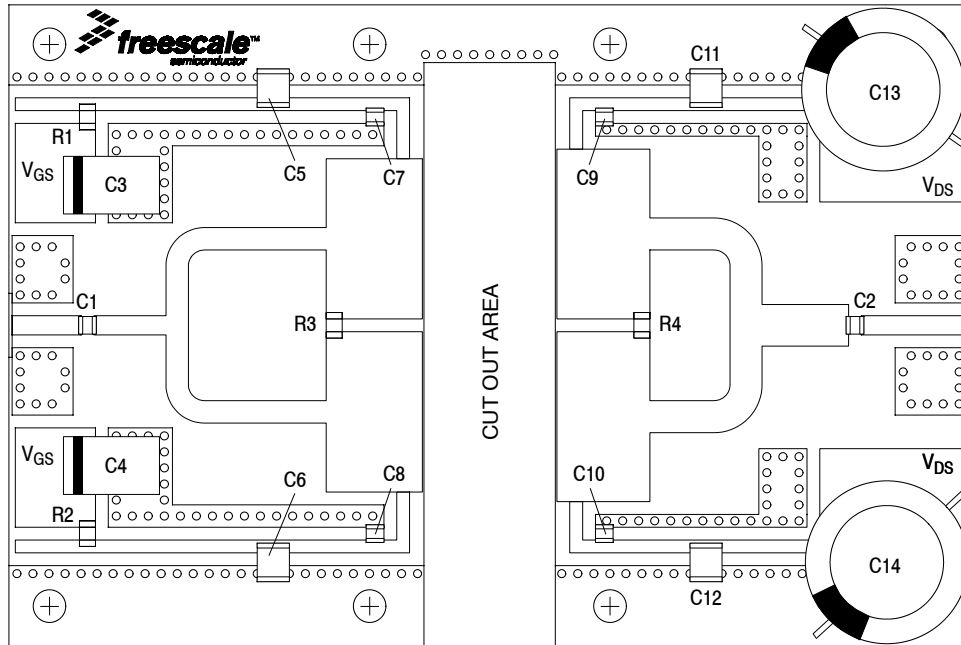 freescale™
semiconductor
C11
C13
R1
C5
C7
C9
VGS
C3
VDS
C1
R3
CUT OUT AREA
R4
C2
VGS
C4
C6
C8
C10
VDS
R2
C12
C14